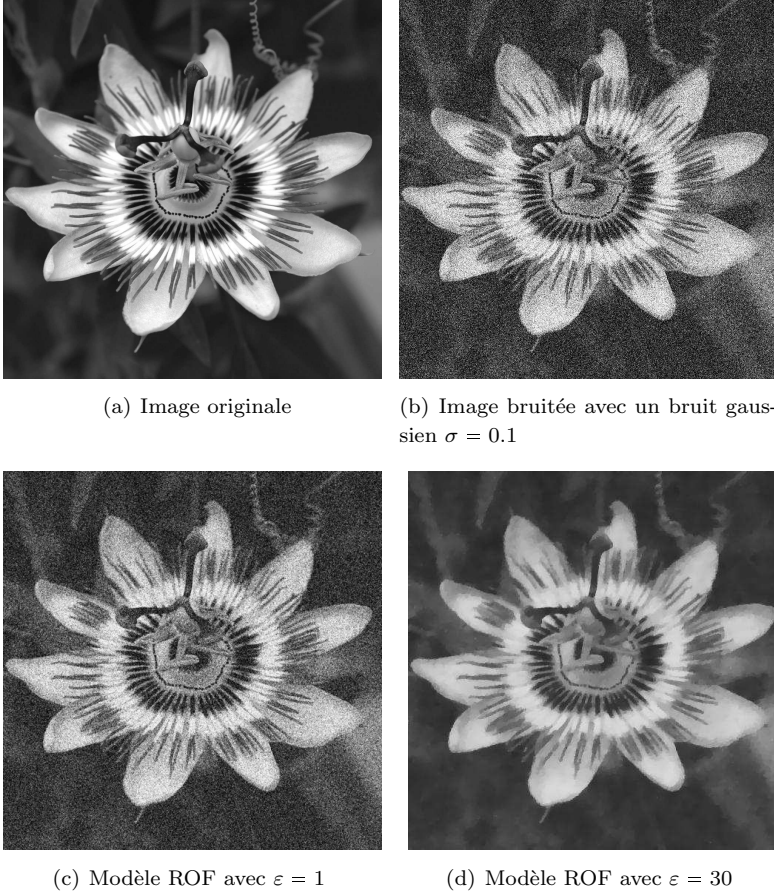 (a) Image originale
(b) Image bruitée avec un bruit gaus-
sien σ = 0.1
(c) Modèle ROF avec ε = 1
(d) Modèle ROF avec ε = 30